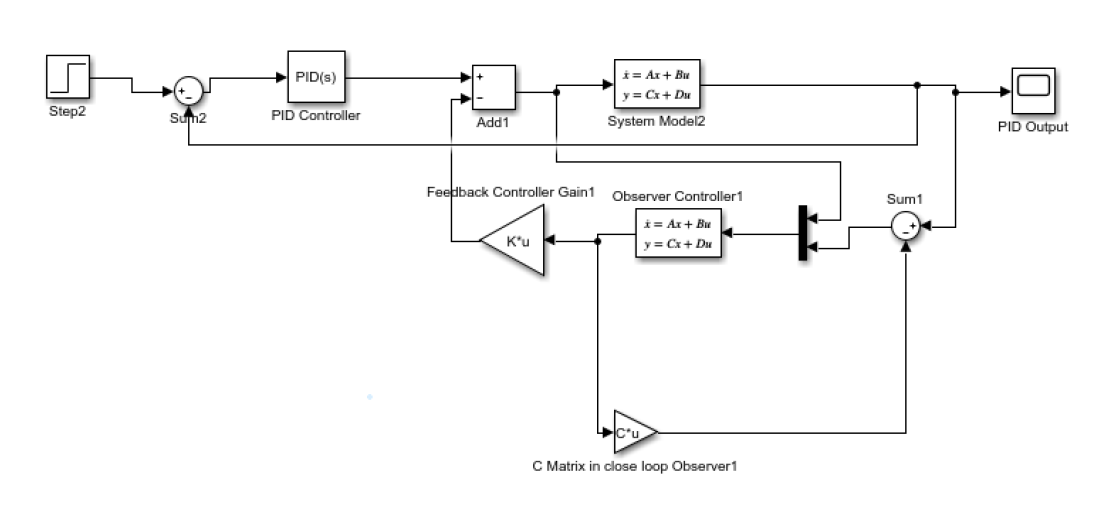 Step2
+
-
Sum2
PID(s)
PID Controller
+
-
Add1
ẋ = Ax + Bu
y = Cx + Du
System Model2
PID Output
Feedback Controller Gain1
K*u
Observer Controller1
ẋ = Ax + Bu
y = Cx + Du
Sum1
- +
C*u
C Matrix in close loop Observer1